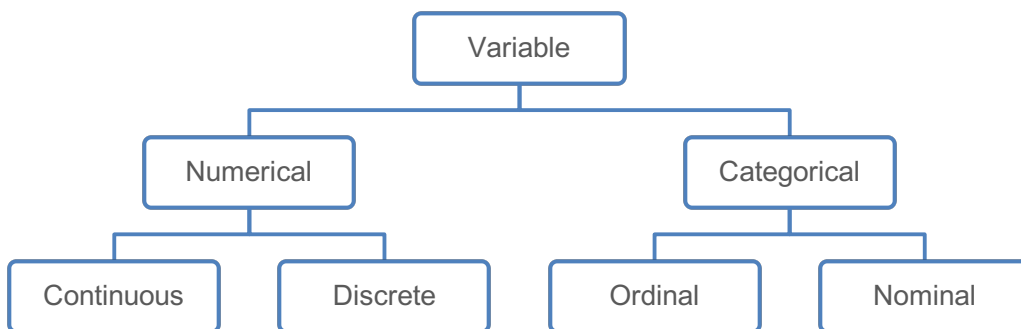 Variable
Numerical
Categorical
Continuous
Discrete
Ordinal
Nominal